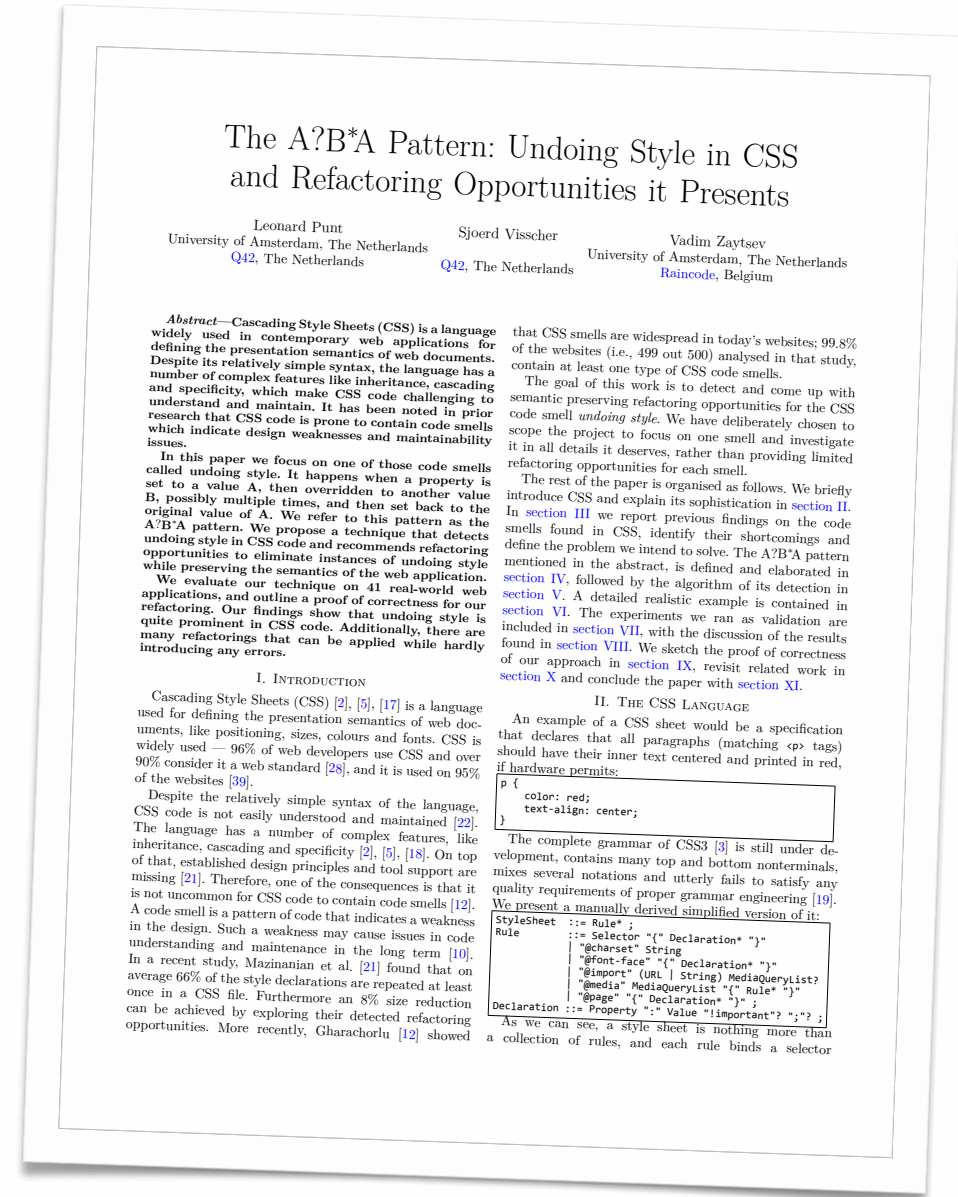 The A?B*A Pattern: Undoing Style in CSS
and Refactoring Opportunities it Presents
Leonard Punt
University of Amsterdam, The Netherlands
Q42, The Netherlands
Sjoerd Visscher
Q42, The Netherlands
Vadim Zaytsev
University of Amsterdam, The Netherlands
Raincode, Belgium
Abstract—Cascading Style Sheets (CSS) is a language
widely used in contemporary web applications for
defining the presentation semantics of web documents.
Despite its relatively simple syntax, the language has a
number of complex features like inheritance, cascading
and specificity, which make CSS code challenging to
understand and maintain. It has been noted in prior
research that CSS code is prone to contain code smells
which indicate design weaknesses and maintainability
issues.
In this paper we focus on one of those code smells
called undoing style. It happens when a property is
set to a value A, then overridden to another value
B, possibly multiple times, and then set back to the
original value of A. We refer to this pattern as the
A?B*A pattern. We propose a technique that detects
undoing style in CSS code and recommends refactoring
opportunities to eliminate instances of undoing style
while preserving the semantics of the web application.
We evaluate our technique on 41 real-world web
applications, and outline a proof of correctness for our
refactoring. Our findings show that undoing style is
quite prominent in CSS code. Additionally, there are
many refactorings that can be applied while hardly
introducing any errors.
I. Introduction
Cascading Style Sheets (CSS) [2], [5], [17] is a language
used for defining the presentation semantics of web doc-
uments, like positioning, sizes, colours and fonts. CSS is
widely used — 96% of web developers use CSS and over
90% consider it a web standard [28], and it is used on 95%
of the websites [39].
Despite the relatively simple syntax of the language,
CSS code is not easily understood and maintained [22].
The language has a number of complex features, like
inheritance, cascading and specificity [2], [5], [18]. On top
of that, established design principles and tool support are
missing [21]. Therefore, one of the consequences is that it
is not uncommon for CSS code to contain code smells [12].
A code smell is a pattern of code that indicates a weakness
in the design. Such a weakness may cause issues in code
understanding and maintenance in the long term [10].
In a recent study, Mazinanian et al. [21] found that on
average 66% of the style declarations are repeated at least
once in a CSS file. Furthermore an 8% size reduction
can be achieved by exploring their detected refactoring
opportunities. More recently, Gharachorlu [12] showed
that CSS smells are widespread in today's websites; 99.8%
of the websites (i.e., 499 out 500) analysed in that study,
contain at least one type of CSS code smells.
The goal of this work is to detect and come up with
semantic preserving refactoring opportunities for the CSS
code smell undoing style. We have deliberately chosen to
scope the project to focus on one smell and investigate
it in all details it deserves, rather than providing limited
refactoring opportunities for each smell.
The rest of the paper is organised as follows. We briefly
introduce CSS and explain its sophistication in section II.
In section III we report previous findings on the code
smells found in CSS, identify their shortcomings and
define the problem we intend to solve. The A?B*A pattern
mentioned in the abstract, is defined and elaborated in
section IV, followed by the algorithm of its detection in
section V. A detailed realistic example is contained in
section VI. The experiments we ran as validation are
included in section VII, with the discussion of the results
found in section VIII. We sketch the proof of correctness
of our approach in section IX, revisit related work in
section X and conclude the paper with section XI.
II. The CSS Language
An example of a CSS sheet would be a specification
that declares that all paragraphs (matching <p> tags)
should have their inner text centered and printed in red,
if hardware permits:
p {
color: red;
text-align: center;
}
The complete grammar of CSS3 [3] is still under de-
velopment, contains many top and bottom nonterminals,
mixes several notations and utterly fails to satisfy any
quality requirements of proper grammar engineering [19].
We present a manually derived simplified version of it:
StyleSheet ::= Rule* ;
Rule ::= Selector "{" Declaration* "}"
| "@charset" String
| "@font-face" "{" Declaration* "}"
| "@import" (URL | String) MediaQueryList?
| "@media" MediaQueryList "{" Rule* "}"
| "@page" "{" Declaration* "}" ;
Declaration ::= Property ":" Value "!important"? ";"? ;
As we can see, a style sheet is nothing more than
a collection of rules, and each rule binds a selector